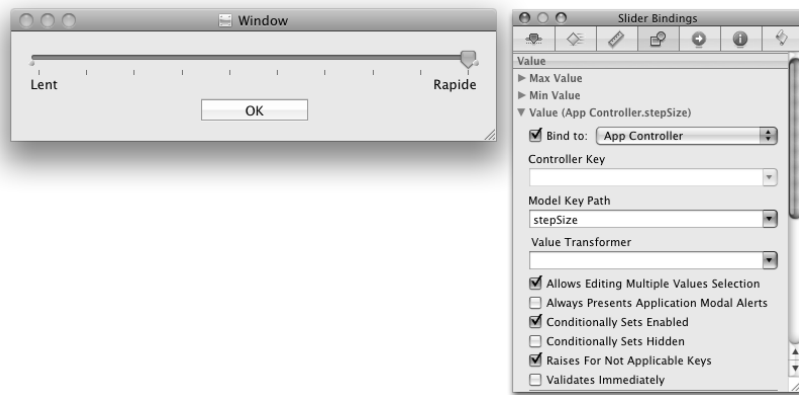 Window
Lent
Rapide
OK
Slider Bindings
Value
Max Value
Min Value
Value (App Controller.stepSize)
Bind to: App Controller
Controller Key
Model Key Path
stepSize
Value Transformer
Allows Editing Multiple Values Selection
Always Presents Application Modal Alerts
Conditionally Sets Enabled
Conditionally Sets Hidden
Raises For Not Applicable Keys
Validates Immediately